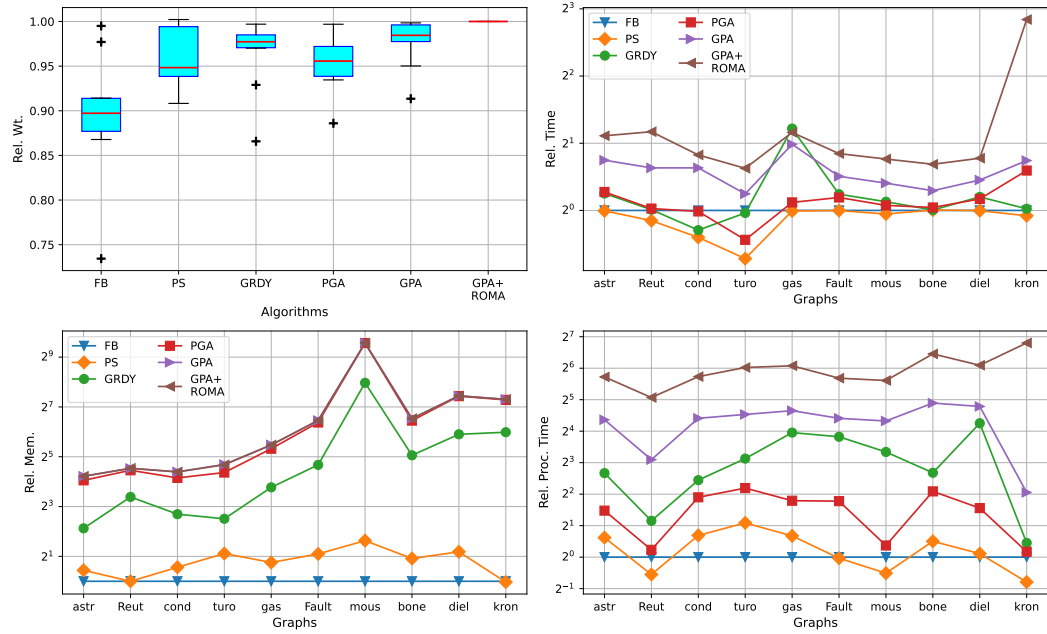 Rel. Wt.
1.00
0.95
0.90
0.85
0.80
0.75
FB PS GRDY PGA GPA GPA+
ROMA
Algorithms
Rel. Time
2^3
2^2
2^1
2^0
FB PGA
PS GPA
GRDY GPA+
ROMA
astr Reut cond turo gas Fault mous bone diel kron
Graphs
Rel. Mem.
2^9
2^7
2^5
2^3
2^1
FB PGA
PS GPA
GRDY GPA+
ROMA
astr Reut cond turo gas Fault mous bone diel kron
Graphs
Rel. Proc. Time
2^7
2^6
2^5
2^4
2^3
2^2
2^1
2^0
2^−1
astr Reut cond turo gas Fault mous bone diel kron
Graphs